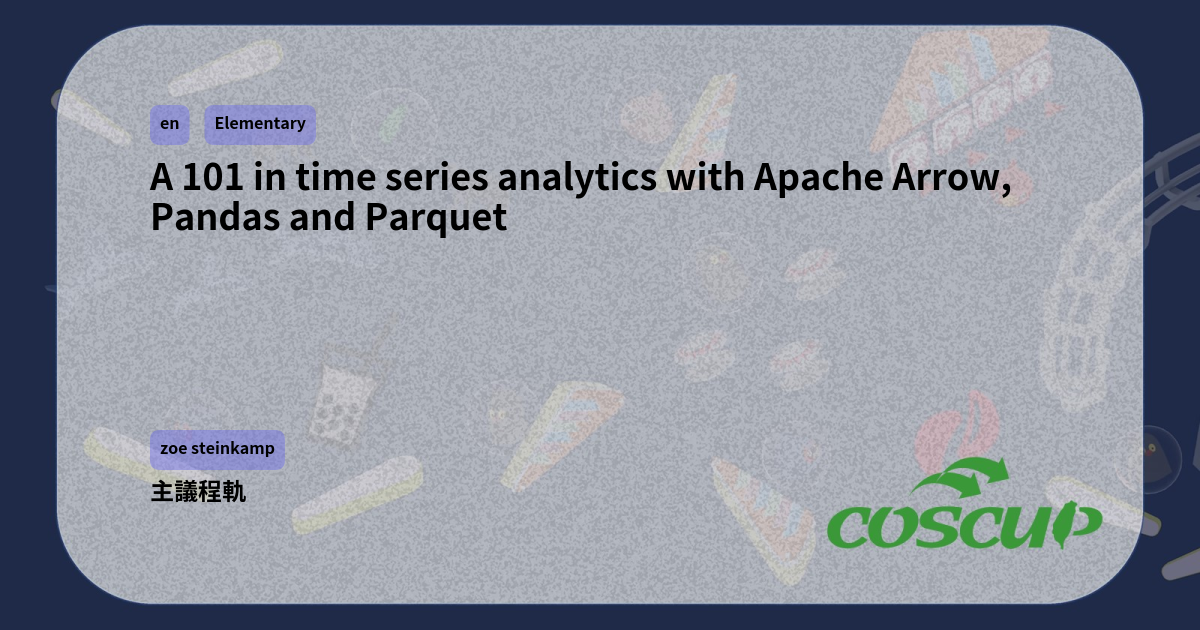 en
Elementary
A 101 in time series analytics with Apache Arrow,
Pandas and Parquet
zoe steinkamp
主議程軌
COSCUP